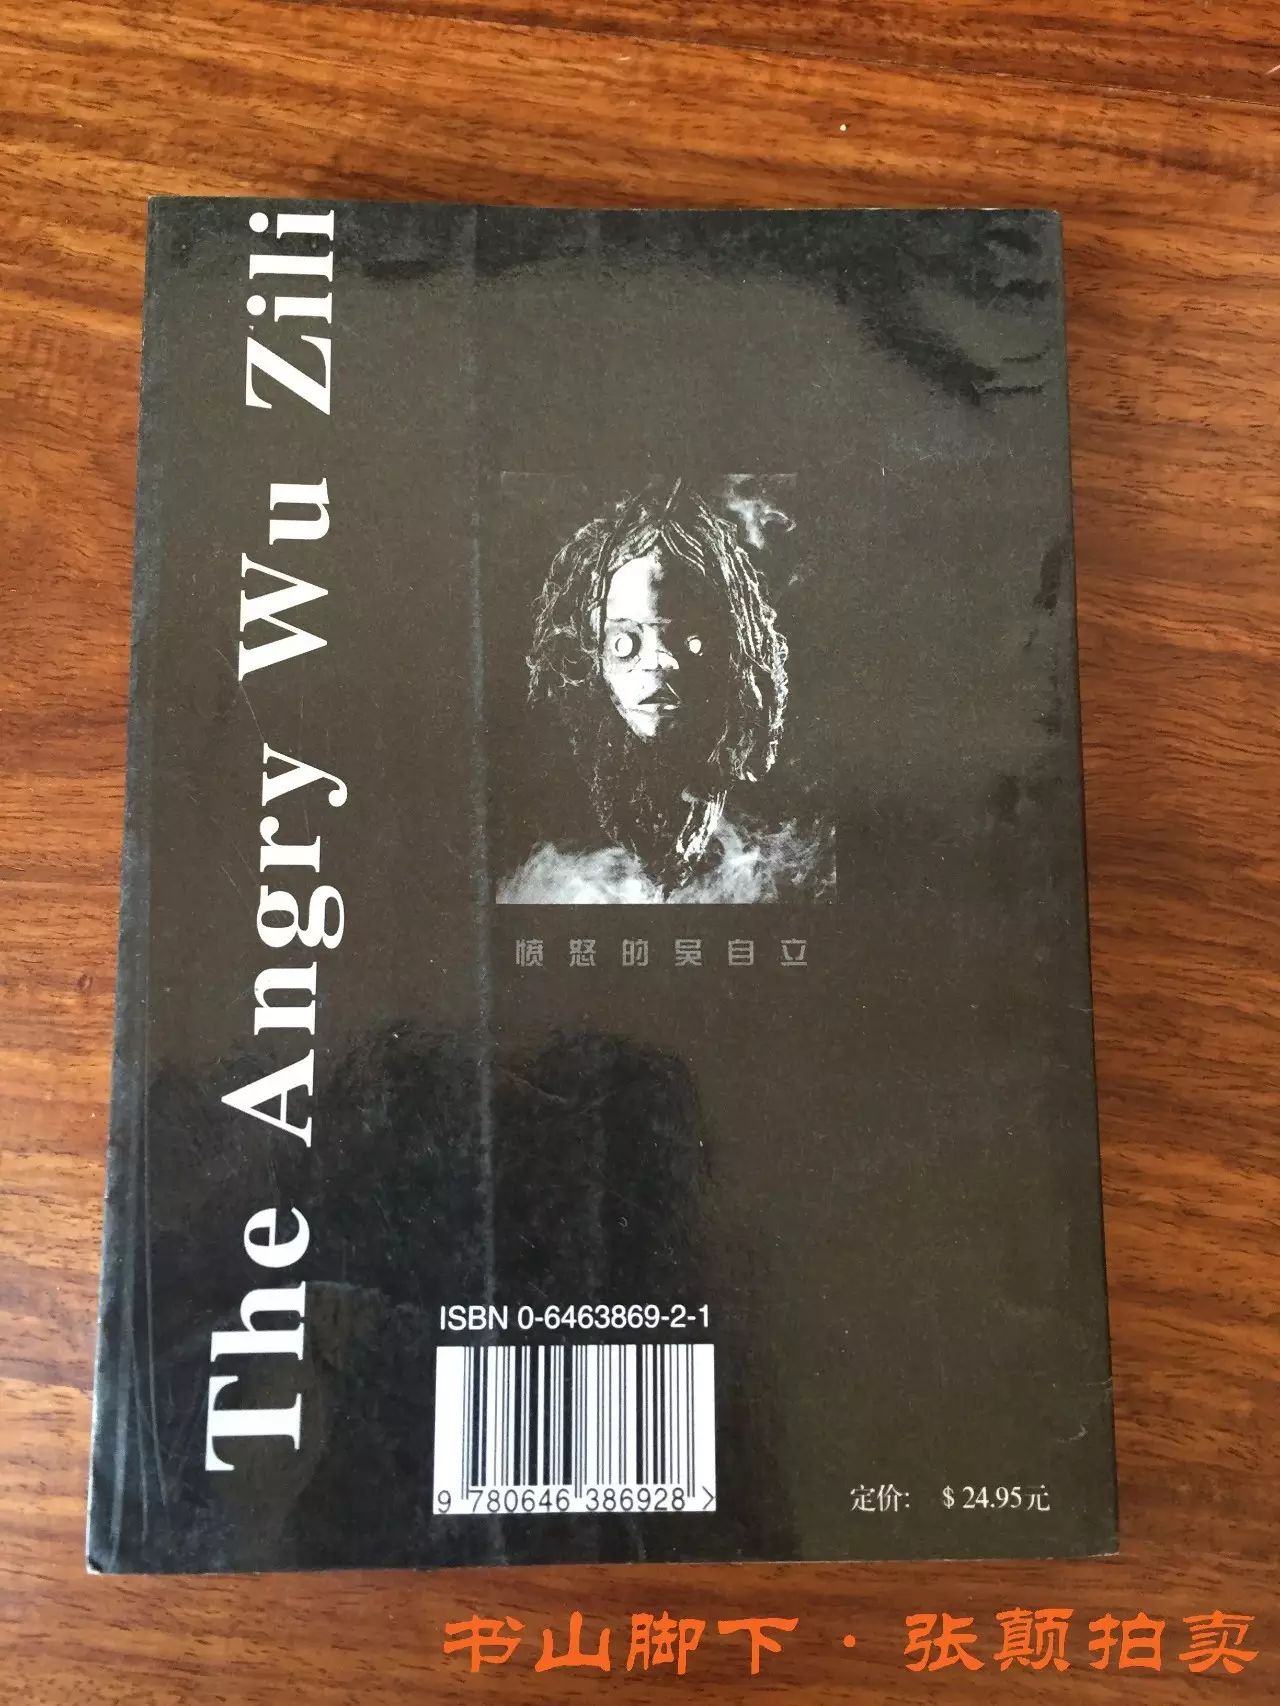 The Angry Wu Zili
愤怒的吴自立
ISBN 0-6463869-2-1
9 780646 386928 >
定价: $24.95元
书山脚下·张颠拍卖